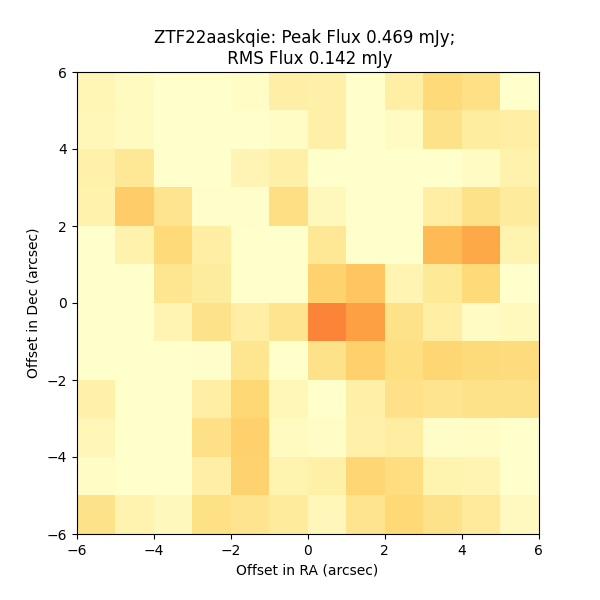 ZTF22aaskqie: Peak Flux 0.469 mJy;
RMS Flux 0.142 mJy
6
4
2
0
−2
−4
−6
Offset in Dec (arcsec)
−6 −4 −2 0 2 4 6
Offset in RA (arcsec)